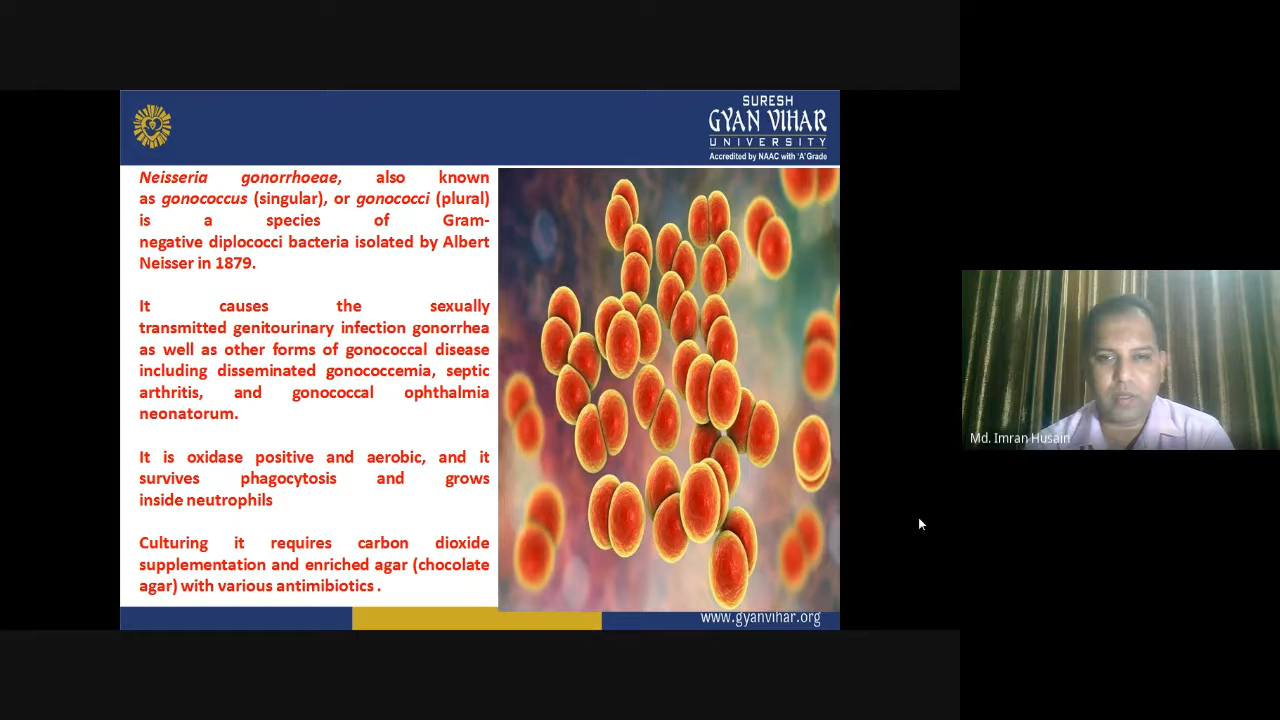 SURESH
GYAN VIHAR
UNIVERSITY
Accredited by NAAC with 'A' Grade
Neisseria gonorrhoeae, also known
as gonococcus (singular), or gonococci (plural)
is a species of Gram-
negative diplococci bacteria isolated by Albert
Neisser in 1879.
It causes the sexually
transmitted genitourinary infection gonorrhea
as well as other forms of gonococcal disease
including disseminated gonococcemia, septic
arthritis, and gonococcal ophthalmia
neonatorum.
It is oxidase positive and aerobic, and it
survives phagocytosis and grows
inside neutrophils
Culturing it requires carbon dioxide
supplementation and enriched agar (chocolate
agar) with various antimibiotics .
www.gyanvihar.org
Md. Imran Husain